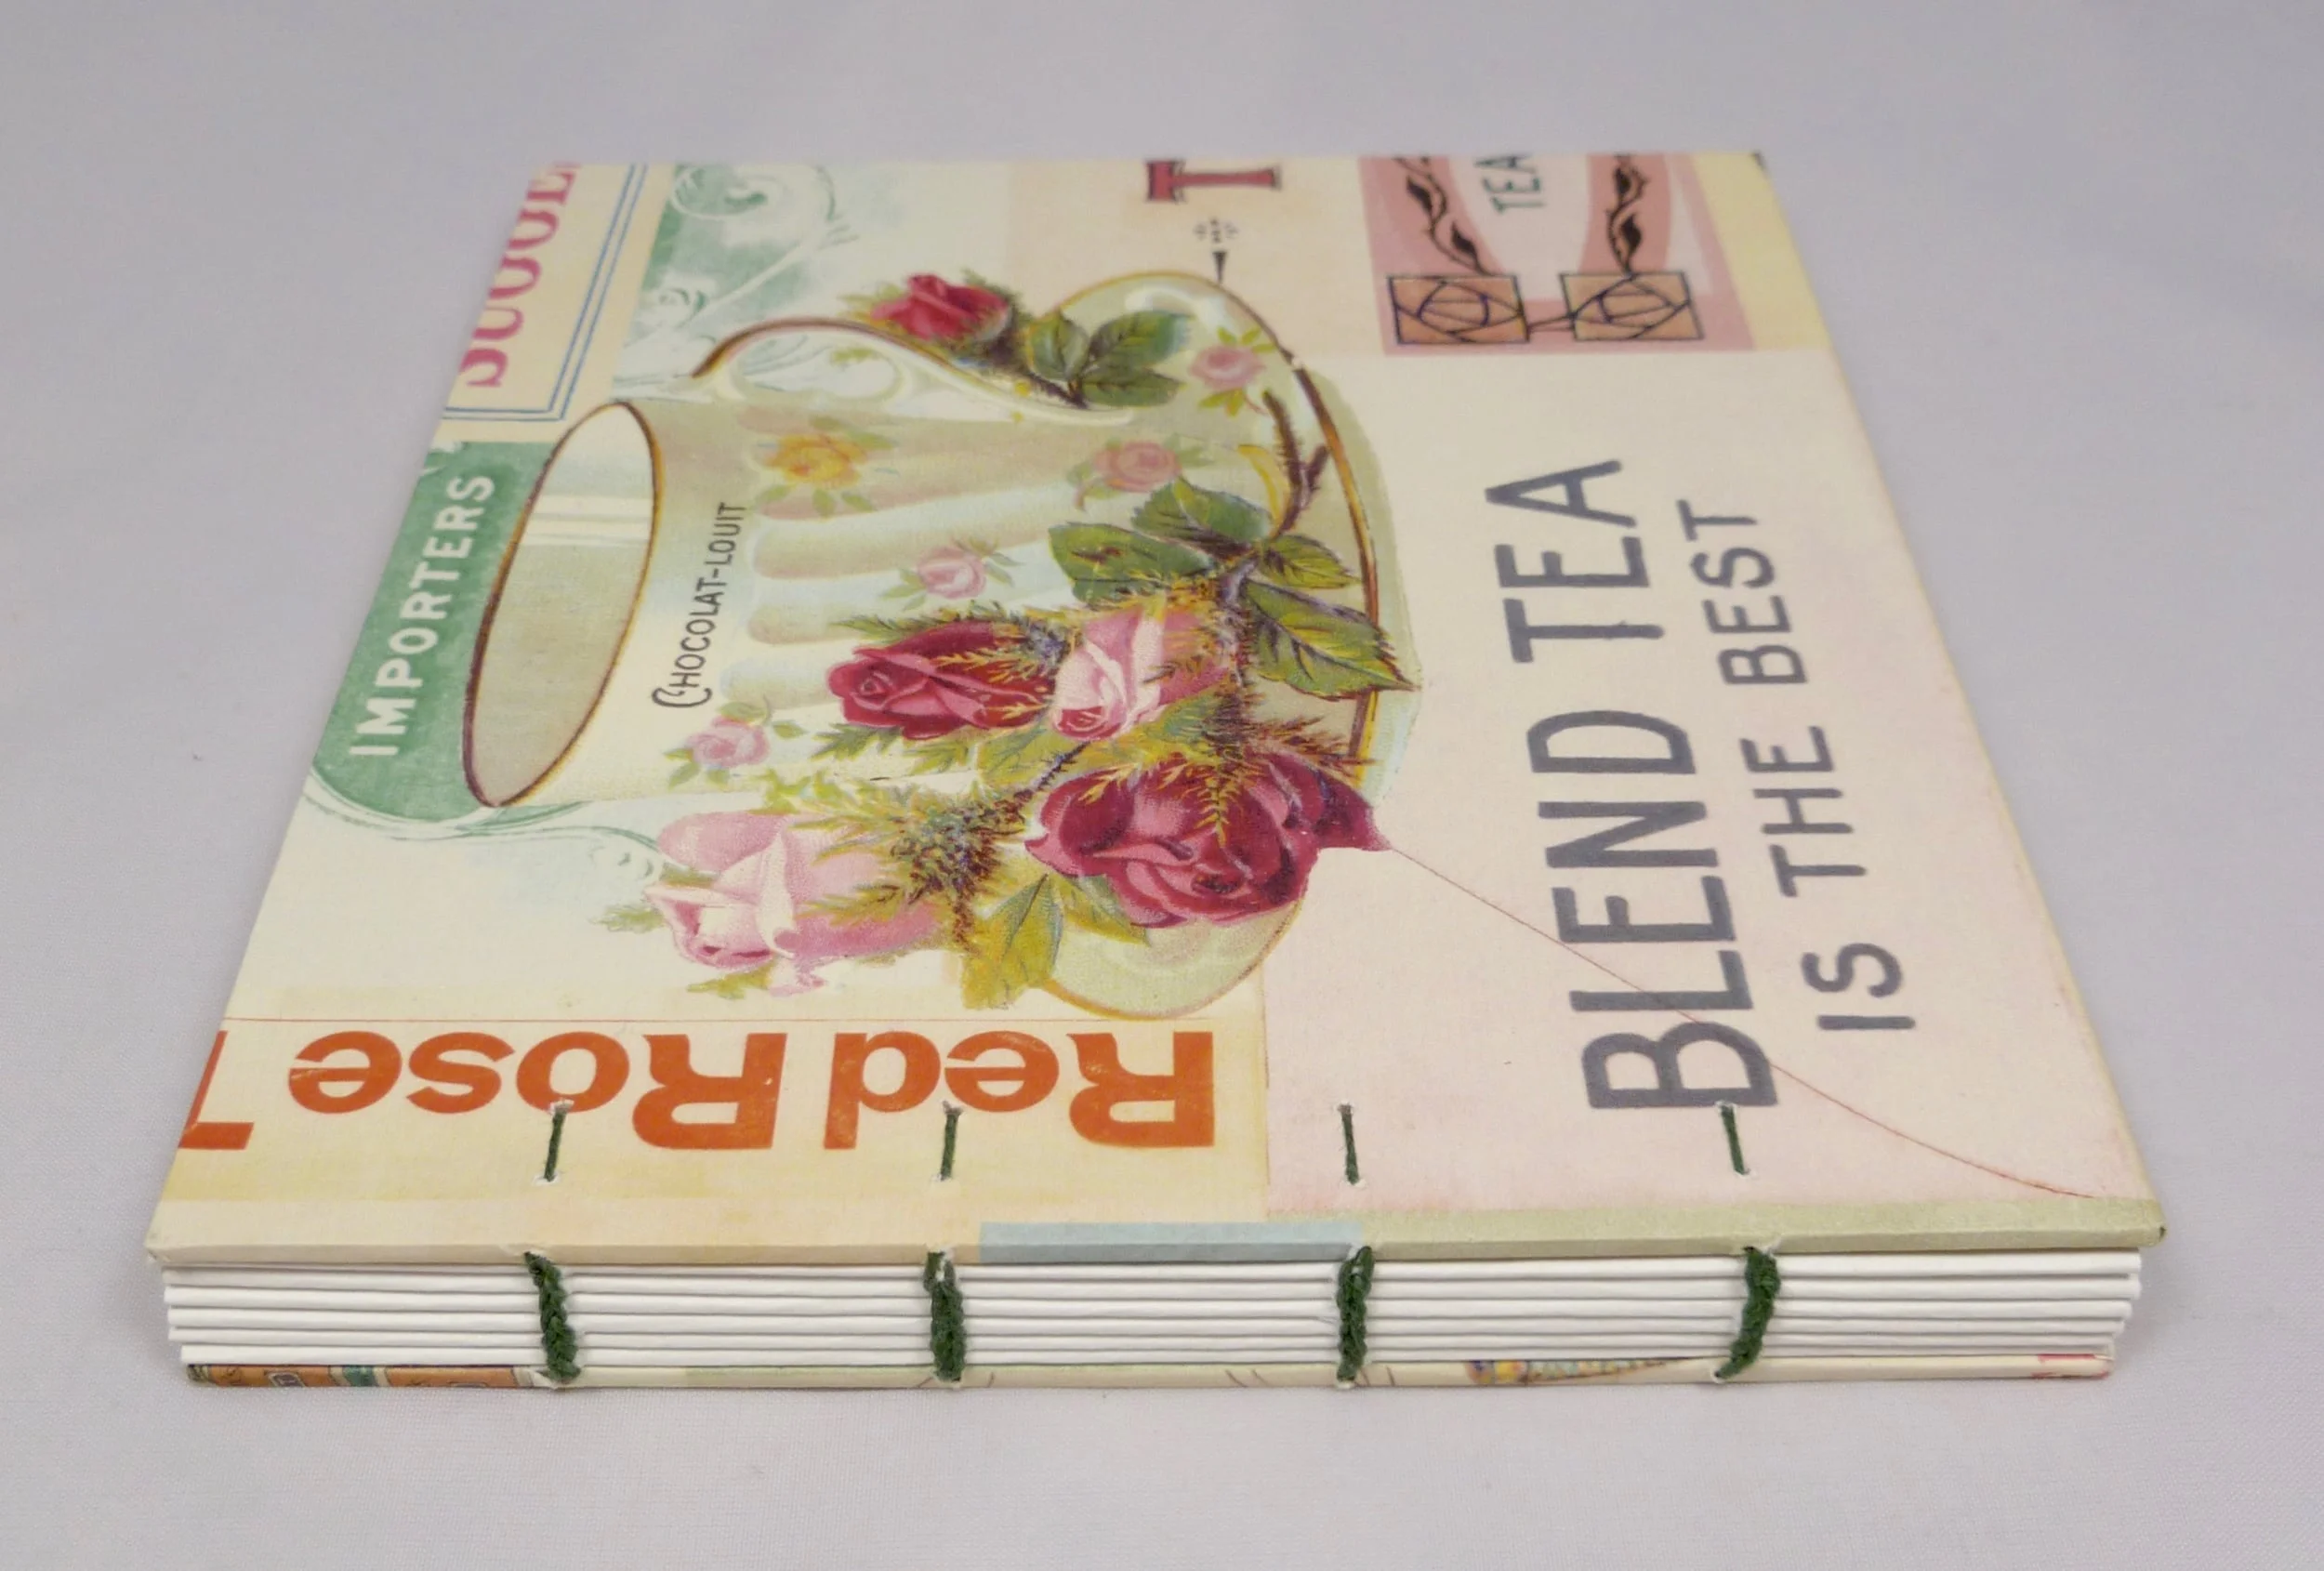 IMPORTERS
CHOCOLAT-LOUIT
TEA
BLEND TEA
IS THE BEST
Red Rose T
T